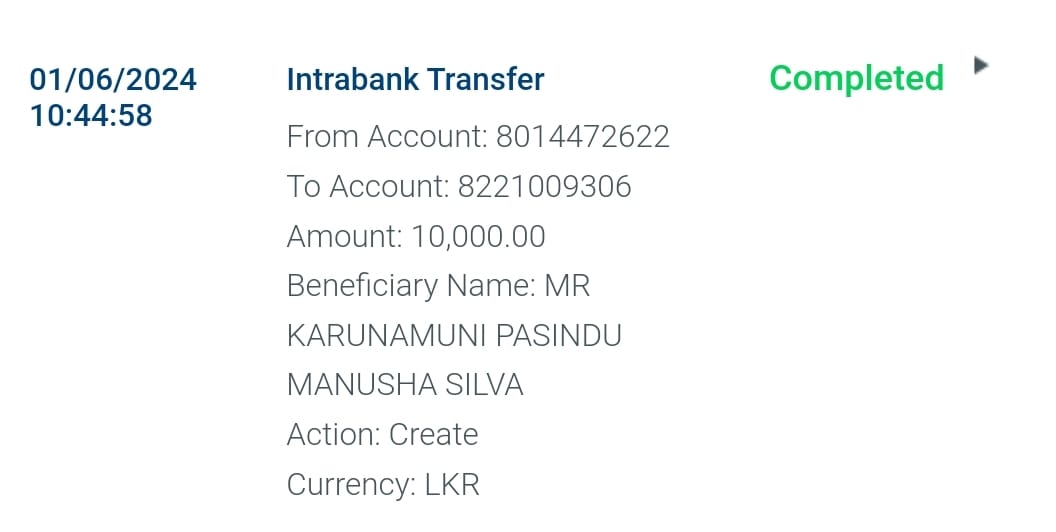 01/06/2024
10:44:58
Intrabank Transfer
Completed
From Account: 8014472622
To Account: 8221009306
Amount: 10,000.00
Beneficiary Name: MR
KARUNAMUNI PASINDU
MANUSHA SILVA
Action: Create
Currency: LKR